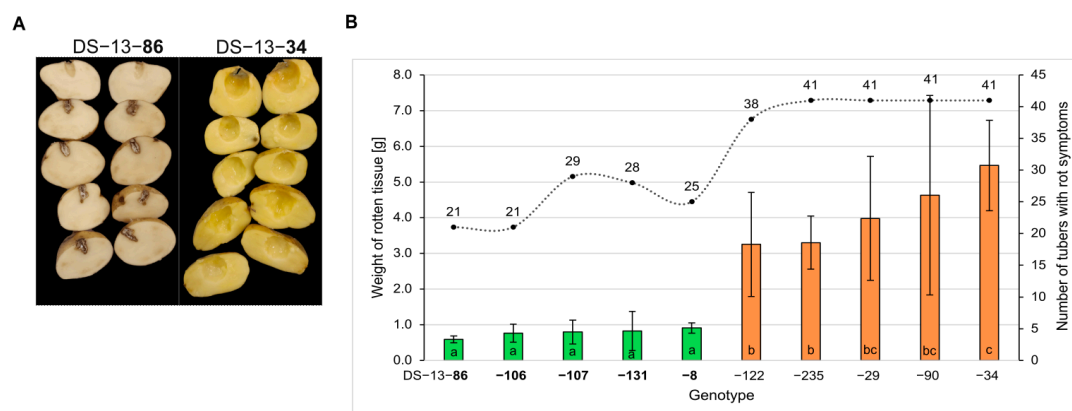 A
DS−13−86
DS−13−34
B
Weight of rotten tissue [g]
8.0
7.0
6.0
5.0
4.0
3.0
2.0
1.0
0.0
45
40
35
30
25
20
15
10
5
0
Number of tubers with rot symptoms
21
21
29
28
25
38
41
41
41
41
a
a
a
a
a
b
b
bc
bc
c
DS−13−86
−106
−107
−131
−8
−122
−235
−29
−90
−34
Genotype